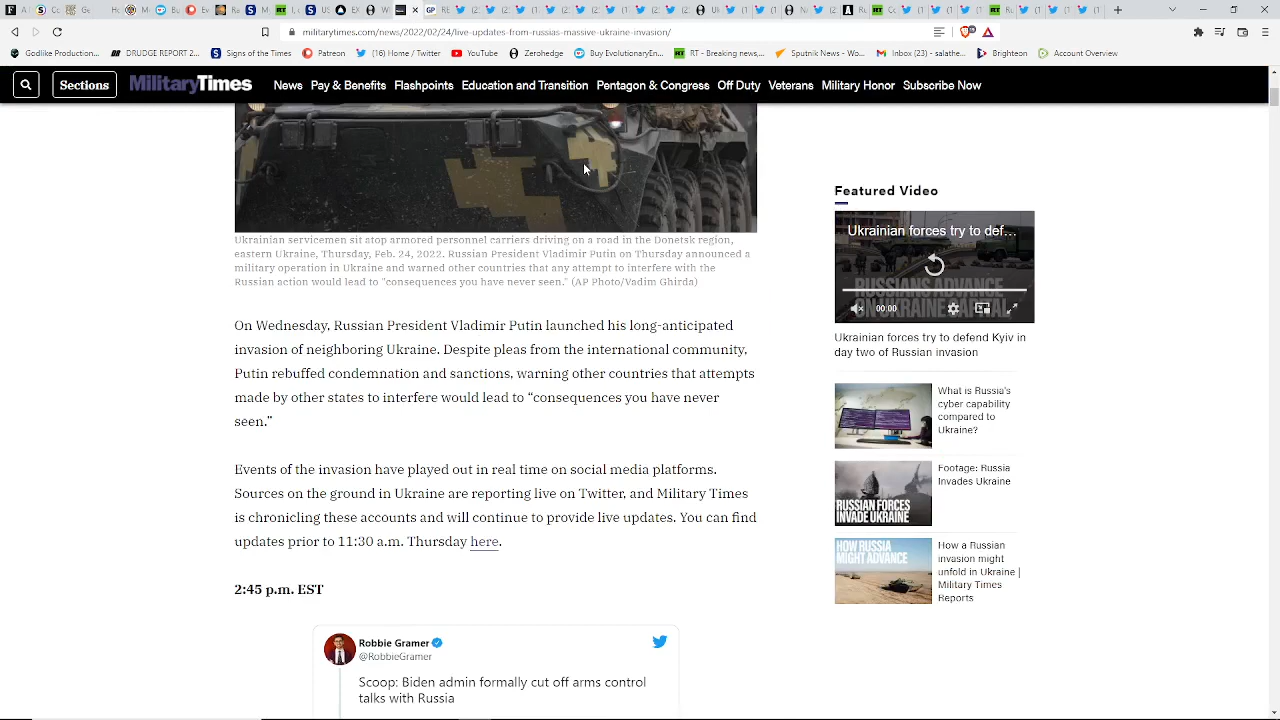 militarytimes.com/news/2022/02/24/live-updates-from-russias-massive-ukraine-invasion/
Godlike Production... DRUDGE REPORT 2... Signs of the Times Patreon (16) Home / Twitter YouTube Zerohedge Buy EvolutionaryEn... RT - Breaking news,... Sputnik News - Wo... Inbox (23) - salathe... Brighteon Account Overview
Sections MilitaryTimes News Pay & Benefits Flashpoints Education and Transition Pentagon & Congress Off Duty Veterans Military Honor Subscribe Now
Ukrainian servicemen sit stop armored personnel carriers driving on a road in the Donetsk region,
eastern Ukraine, Thursday, Feb. 24, 2022. Russian President Vladimir Putin on Thursday announced a
military operation in Ukraine and warned other countries that any attempt to interfere with the
Russian action would lead to "consequences you have never seen." (AP Photo/Vadim Ghirda)
On Wednesday, Russian President Vladimir Putin launched his long-anticipated
invasion of neighboring Ukraine. Despite pleas from the international community,
Putin rebuffed condemnation and sanctions, warning other countries that attempts
made by other states to interfere would lead to “consequences you have never
seen.”
Events of the invasion have played out in real time on social media platforms.
Sources on the ground in Ukraine are reporting live on Twitter, and Military Times
is chronicling these accounts and will continue to provide live updates. You can find
updates prior to 11:30 a.m. Thursday here.
2:45 p.m. EST
Robbie Gramer
@RobbieGramer
Scoop: Biden admin formally cut off arms control
talks with Russia
Featured Video
Ukrainian forces try to def...
RUSSIANS ADVANCE
ON UKRAINE CAPITAL
00:00
Ukrainian forces try to defend Kyiv in
day two of Russian invasion
What is Russia's
cyber capability
compared to
Ukraine?
RUSSIAN FORCES
INVADE UKRAINE
Footage: Russia
Invades Ukraine
HOW RUSSIA
MIGHT ADVANCE
How a Russian
invasion might
unfold in Ukraine |
Military Times
Reports